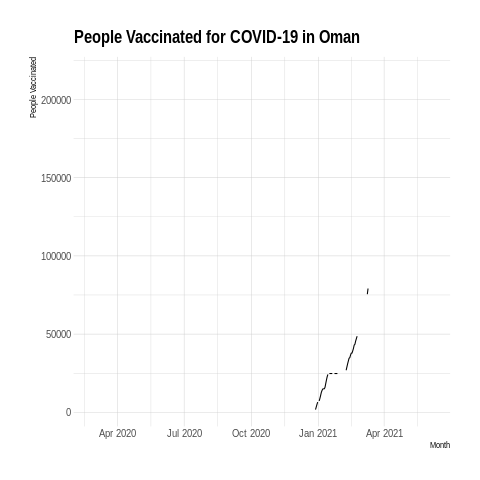 People Vaccinated for COVID-19 in Oman
People Vaccinated
200000
150000
100000
50000
0
Apr 2020 Jul 2020 Oct 2020 Jan 2021 Apr 2021
Month